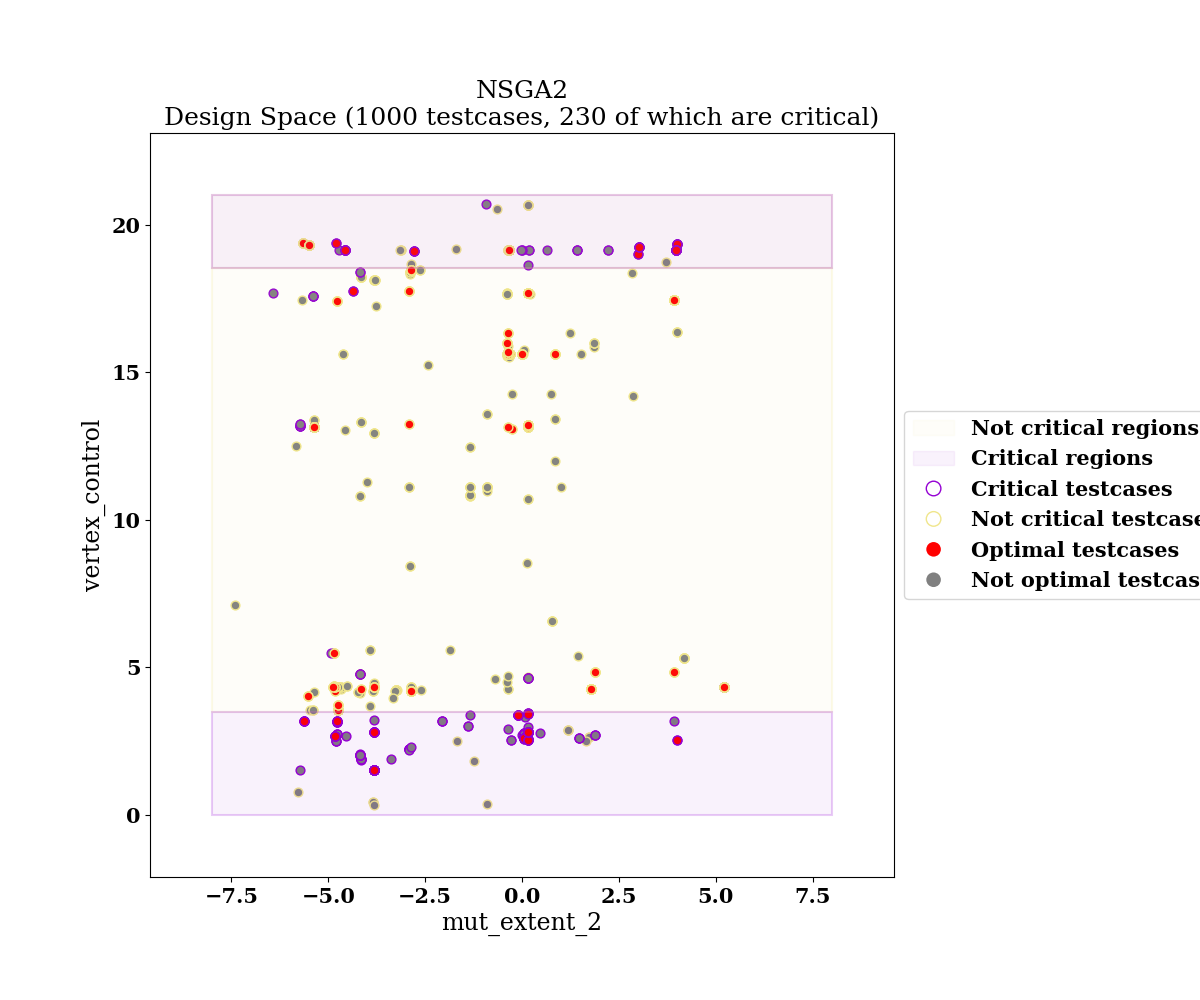 NSGA2
Design Space (1000 testcases, 230 of which are critical)
vertex_control
20
15
10
5
0
−7.5
−5.0
−2.5
0.0
2.5
5.0
7.5
mut_extent_2
Not critical regions
Critical regions
Critical testcases
Not critical testcase
Optimal testcases
Not optimal testcas